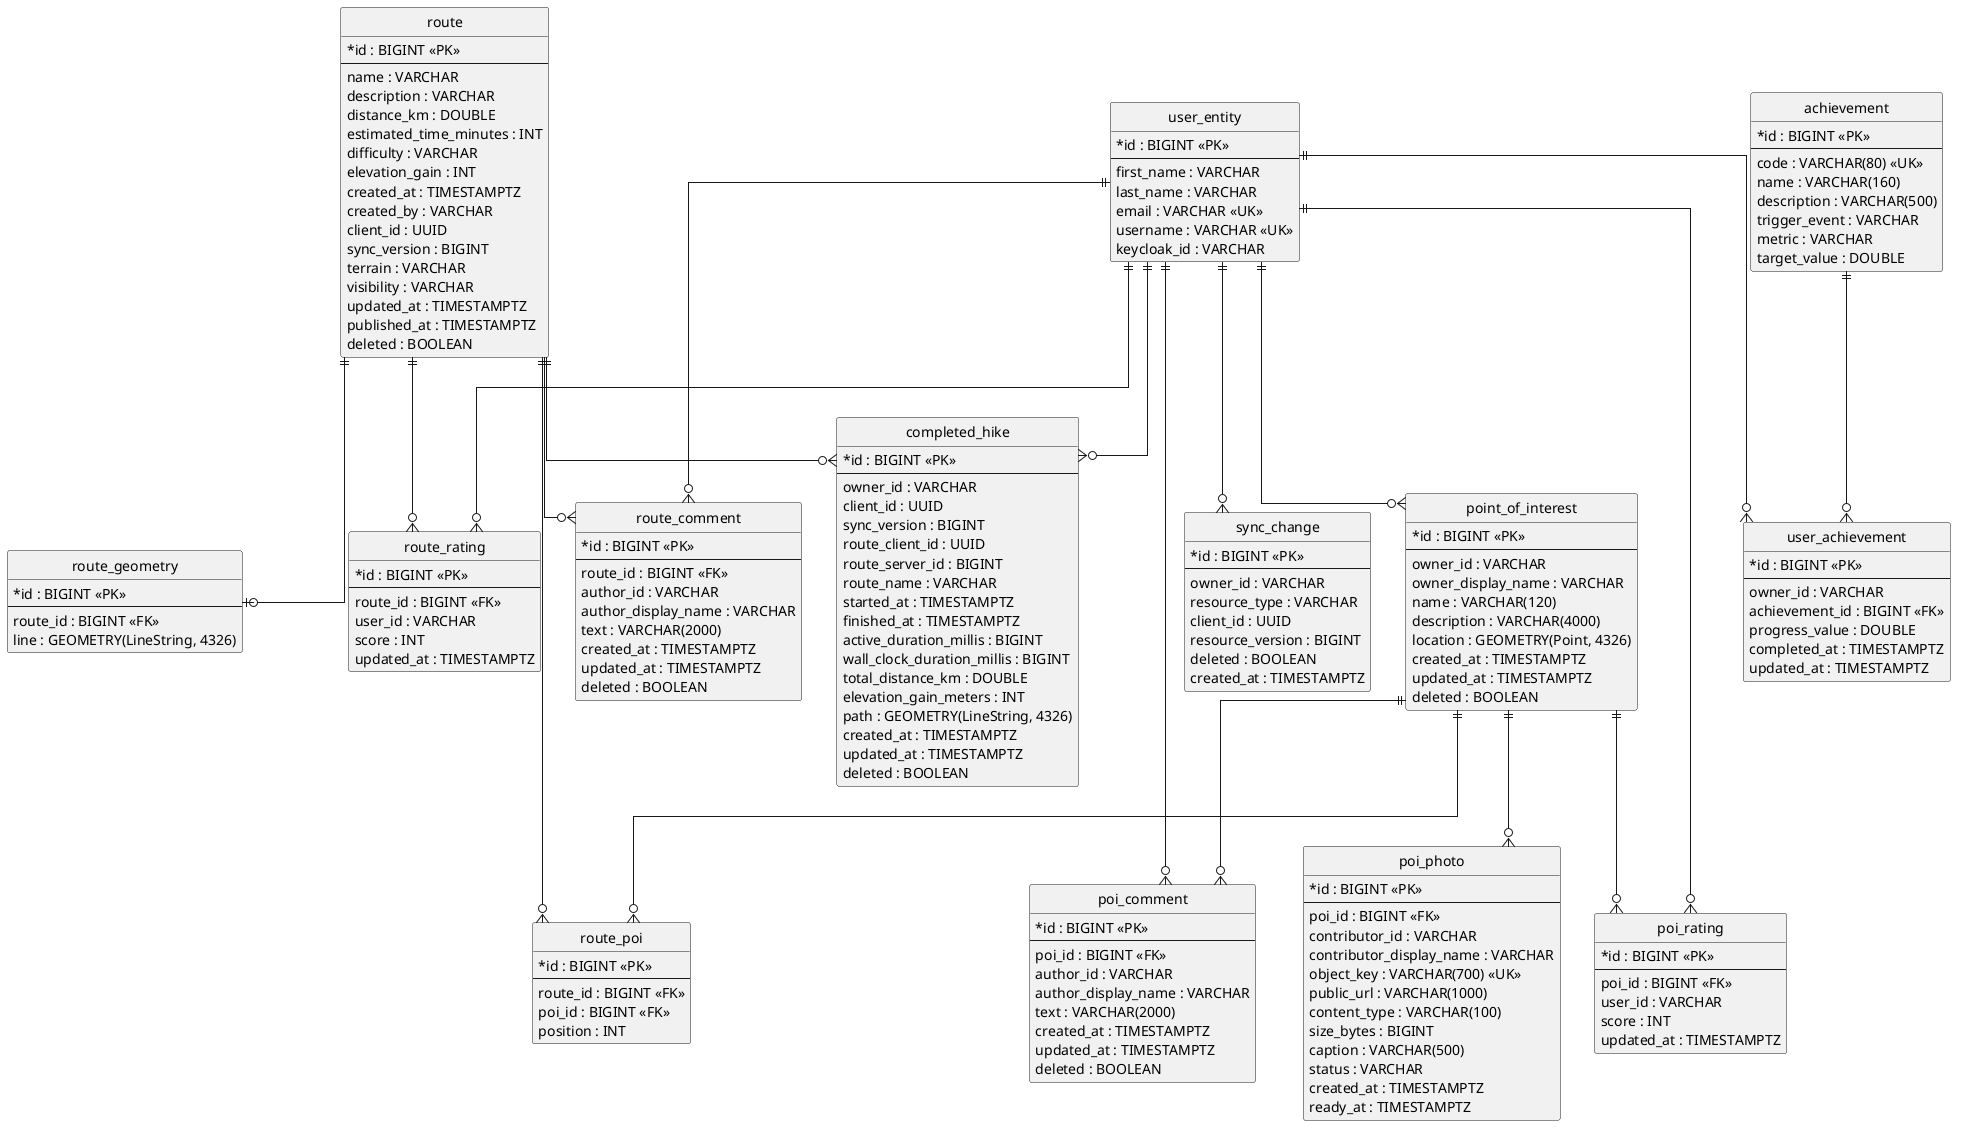 route
*id : BIGINT «PK»
name : VARCHAR
description : VARCHAR
distance_km : DOUBLE
estimated_time_minutes : INT
difficulty : VARCHAR
elevation_gain : INT
created_at : TIMESTAMPTZ
created_by : VARCHAR
client_id : UUID
sync_version : BIGINT
terrain : VARCHAR
visibility : VARCHAR
updated_at : TIMESTAMPTZ
published_at : TIMESTAMPTZ
deleted : BOOLEAN
user_entity
*id : BIGINT «PK»
first_name : VARCHAR
last_name : VARCHAR
email : VARCHAR «UK»
username : VARCHAR «UK»
keycloak_id : VARCHAR
achievement
*id : BIGINT «PK»
code : VARCHAR(80) «UK»
name : VARCHAR(160)
description : VARCHAR(500)
trigger_event : VARCHAR
metric : VARCHAR
target_value : DOUBLE
route_geometry
*id : BIGINT «PK»
route_id : BIGINT «FK»
line : GEOMETRY(LineString, 4326)
route_rating
*id : BIGINT «PK»
route_id : BIGINT «FK»
user_id : VARCHAR
score : INT
updated_at : TIMESTAMPTZ
route_comment
*id : BIGINT «PK»
route_id : BIGINT «FK»
author_id : VARCHAR
author_display_name : VARCHAR
text : VARCHAR(2000)
created_at : TIMESTAMPTZ
updated_at : TIMESTAMPTZ
deleted : BOOLEAN
completed_hike
*id : BIGINT «PK»
owner_id : VARCHAR
client_id : UUID
sync_version : BIGINT
route_client_id : UUID
route_server_id : BIGINT
route_name : VARCHAR
started_at : TIMESTAMPTZ
finished_at : TIMESTAMPTZ
active_duration_millis : BIGINT
wall_clock_duration_millis : BIGINT
total_distance_km : DOUBLE
elevation_gain_meters : INT
path : GEOMETRY(LineString, 4326)
created_at : TIMESTAMPTZ
updated_at : TIMESTAMPTZ
deleted : BOOLEAN
sync_change
*id : BIGINT «PK»
owner_id : VARCHAR
resource_type : VARCHAR
client_id : UUID
resource_version : BIGINT
deleted : BOOLEAN
created_at : TIMESTAMPTZ
point_of_interest
*id : BIGINT «PK»
owner_id : VARCHAR
owner_display_name : VARCHAR
name : VARCHAR(120)
description : VARCHAR(4000)
location : GEOMETRY(Point, 4326)
created_at : TIMESTAMPTZ
updated_at : TIMESTAMPTZ
deleted : BOOLEAN
user_achievement
*id : BIGINT «PK»
owner_id : VARCHAR
achievement_id : BIGINT «FK»
progress_value : DOUBLE
completed_at : TIMESTAMPTZ
updated_at : TIMESTAMPTZ
route_poi
*id : BIGINT «PK»
route_id : BIGINT «FK»
poi_id : BIGINT «FK»
position : INT
poi_comment
*id : BIGINT «PK»
poi_id : BIGINT «FK»
author_id : VARCHAR
author_display_name : VARCHAR
text : VARCHAR(2000)
created_at : TIMESTAMPTZ
updated_at : TIMESTAMPTZ
deleted : BOOLEAN
poi_photo
*id : BIGINT «PK»
poi_id : BIGINT «FK»
contributor_id : VARCHAR
contributor_display_name : VARCHAR
object_key : VARCHAR(700) «UK»
public_url : VARCHAR(1000)
content_type : VARCHAR(100)
size_bytes : BIGINT
caption : VARCHAR(500)
status : VARCHAR
created_at : TIMESTAMPTZ
ready_at : TIMESTAMPTZ
poi_rating
*id : BIGINT «PK»
poi_id : BIGINT «FK»
user_id : VARCHAR
score : INT
updated_at : TIMESTAMPTZ